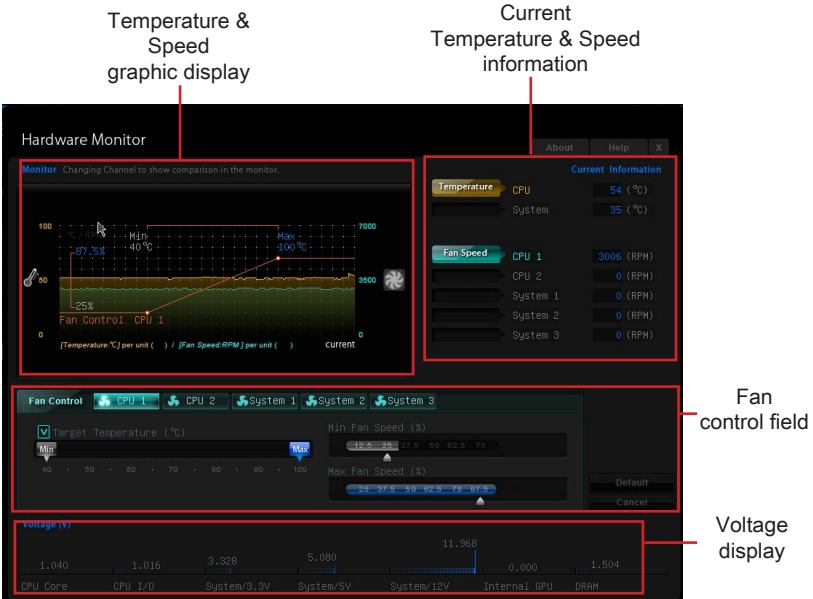 Temperature &
Speed
graphic display
Current
Temperature & Speed
information
Hardware Monitor
About Help X
Monitor Changing Channel to show comparison in the monitor.
100 7000
Min
40℃
Max
100℃
87.5%
50 3500
25%
Fan Control CPU 1
0 0
[Temperature:℃] per unit ( ) / [Fan Speed:RPM] per unit ( ) current
Current Information
Temperature CPU 54 (℃)
System 35 (℃)
Fan Speed CPU 1 3006 (RPM)
CPU 2 0 (RPM)
System 1 0 (RPM)
System 2 0 (RPM)
System 3 0 (RPM)
Fan Control CPU 1 CPU 2 System 1 System 2 System 3
Target Temperature (℃)
Min Max
40 50 60 70 80 90 100
Min Fan Speed (%)
12.5 25 37.5 50 62.5 75
Max Fan Speed (%)
25 37.5 50 62.5 75 87.5
Default
Cancel
Fan
control field
Voltage (V)
1.040 1.016 3.328 5.080 11.968 0.000 1.504
CPU Core CPU I/O System/3.3V System/5V System/12V Internal GPU DRAM
Voltage
display